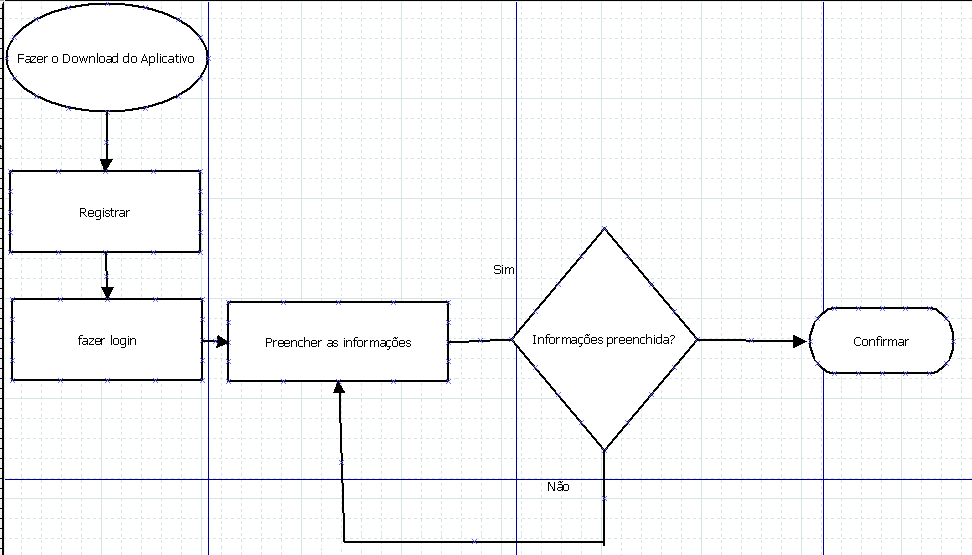 Fazer o Download do Aplicativo
Registrar
fazer login
Preencher as informações
Sim
Informações preenchida?
Não
Confirmar